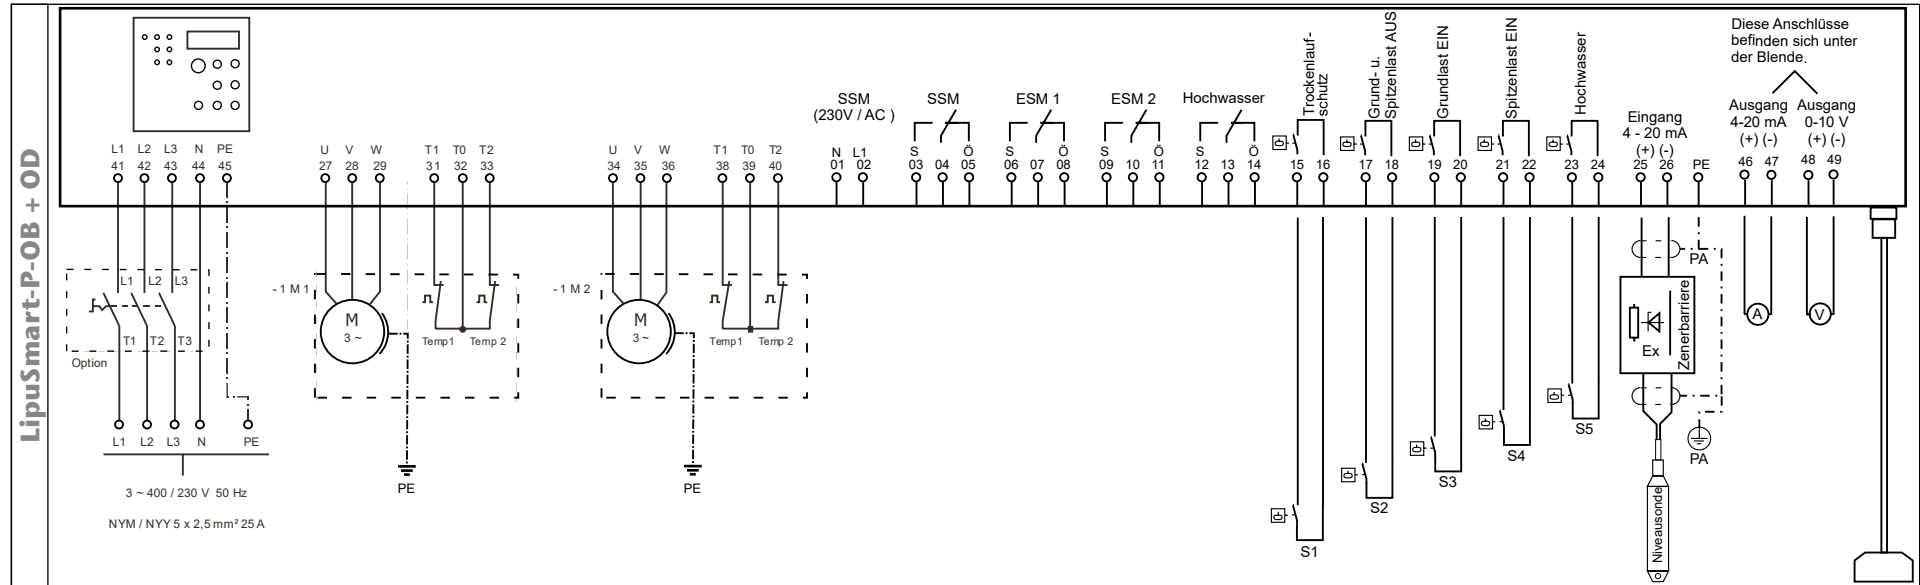 LipuSmart-P-OB + OD
L1 L2 L3 N PE
41 42 43 44 45
U V W
27 28 29
T1 T0 T2
31 32 33
U V W
34 35 36
T1 T0 T2
38 39 40
SSM
(230V / AC )
N L1
01 02
SSM
S Ö
03 04 05
ESM 1
S Ö
06 07 08
ESM 2
S Ö
09 10 11
Hochwasser
S Ö
12 13 14
Trockenlauf-
schutz
15 16
Grund- u.
Spitzenlast AUS
17 18
Grundlast EIN
19 20
Spitzenlast EIN
21 22
Hochwasser
23 24
Eingang
4 - 20 mA
(+) (-)
25 26 PE
Diese Anschlüsse
befinden sich unter
der Blende.
Ausgang
4-20 mA
(+) (-)
46 47
Ausgang
0-10 V
(+) (-)
48 49
L1 L2 L3
T1 T2 T3
Option
L1 L2 L3 N PE
3 ~ 400 / 230 V 50 Hz
NYM / NYY 5 x 2,5 mm² 25 A
- 1 M 1
M
3 ~
Temp1 Temp 2
PE
- 1 M 2
M
3 ~
Temp1 Temp 2
PE
S1
S2
S3
S4
S5
PA
Ex
Zenerbarriere
PA
Niveausonde
A
V